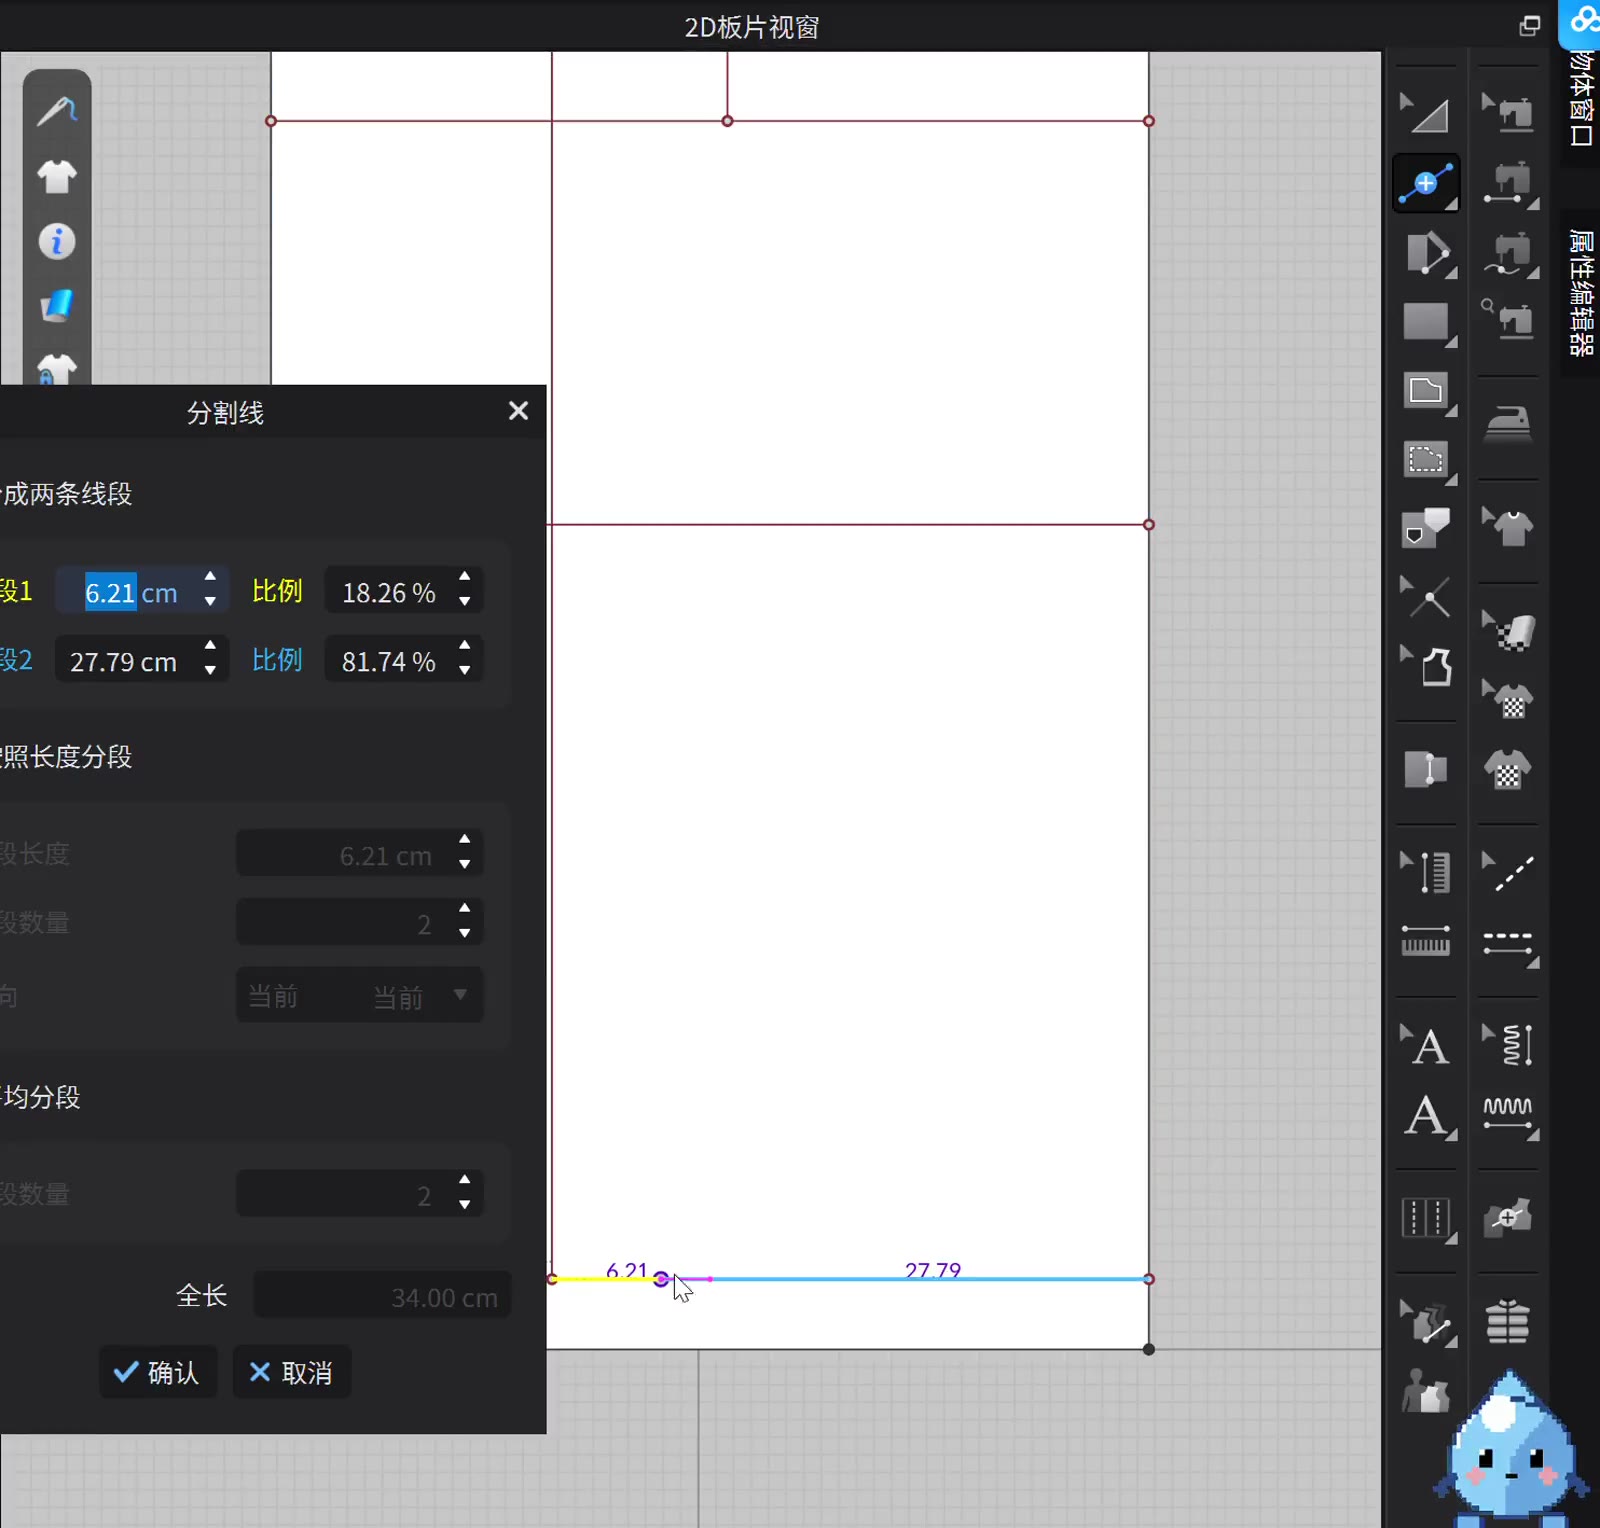 2D板片视窗
物体窗口
属性编辑器
分割线
成两条线段
段1 6.21 cm 比例 18.26 %
段2 27.79 cm 比例 81.74 %
照长度分段
段长度 6.21 cm
段数量 2
向 当前 当前
均分段
段数量 2
全长 34.00 cm
确认 取消
6.21 27.79
A
A